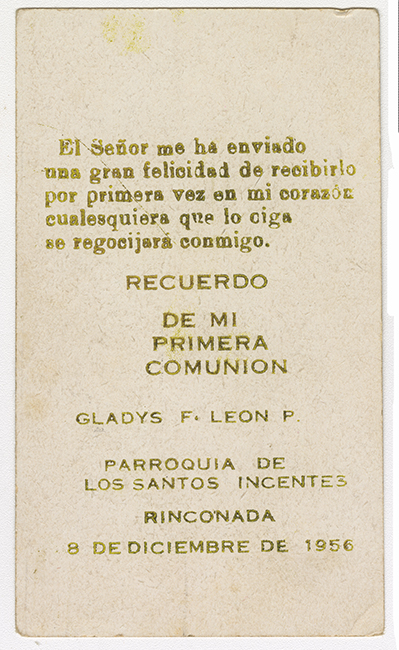 El Señor me ha enviado
una gran felicidad de recibirlo
por primera vez en mi corazón
cualesquiera que lo oiga
se regocijará conmigo.
RECUERDO
DE MI
PRIMERA
COMUNION
GLADYS F. LEON P.
PARROQUIA DE
LOS SANTOS INCENTES
RINCONADA
8 DE DICIEMBRE DE 1956